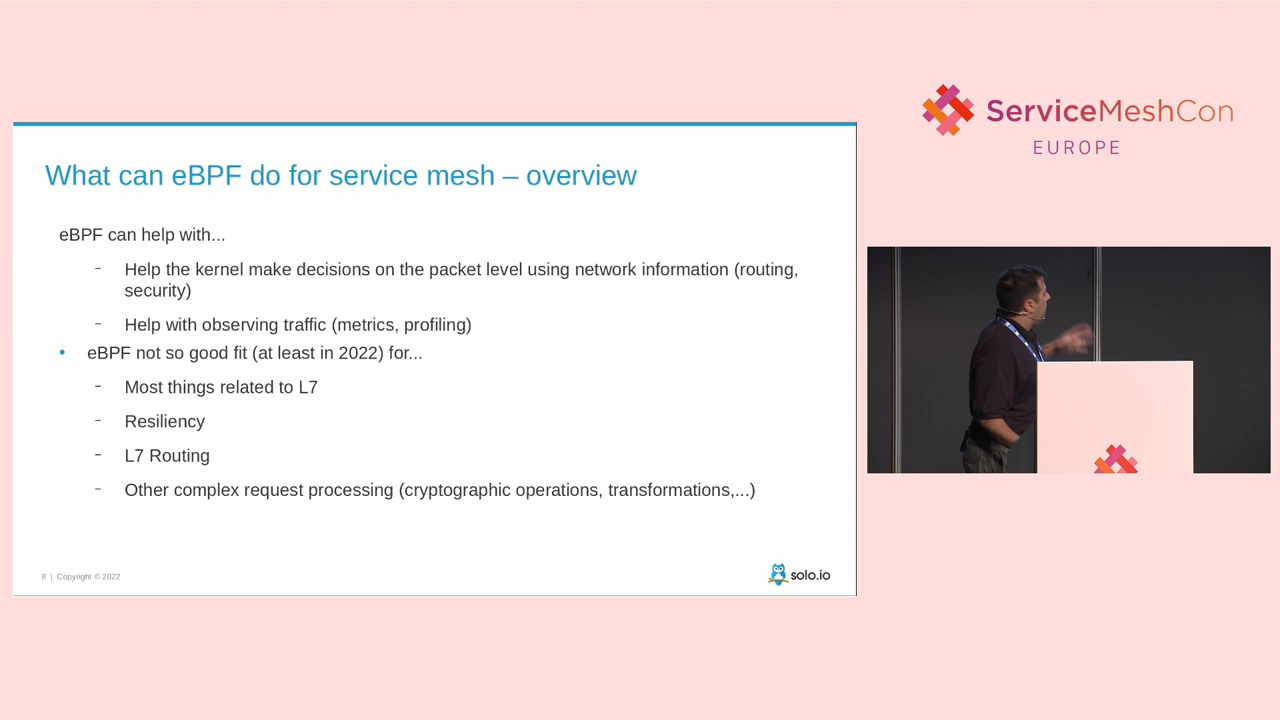 ServiceMeshCon
EUROPE
What can eBPF do for service mesh – overview
eBPF can help with...
– Help the kernel make decisions on the packet level using network information (routing,
security)
– Help with observing traffic (metrics, profiling)
• eBPF not so good fit (at least in 2022) for...
– Most things related to L7
– Resiliency
– L7 Routing
– Other complex request processing (cryptographic operations, transformations,...)
8 | Copyright © 2022
solo.io